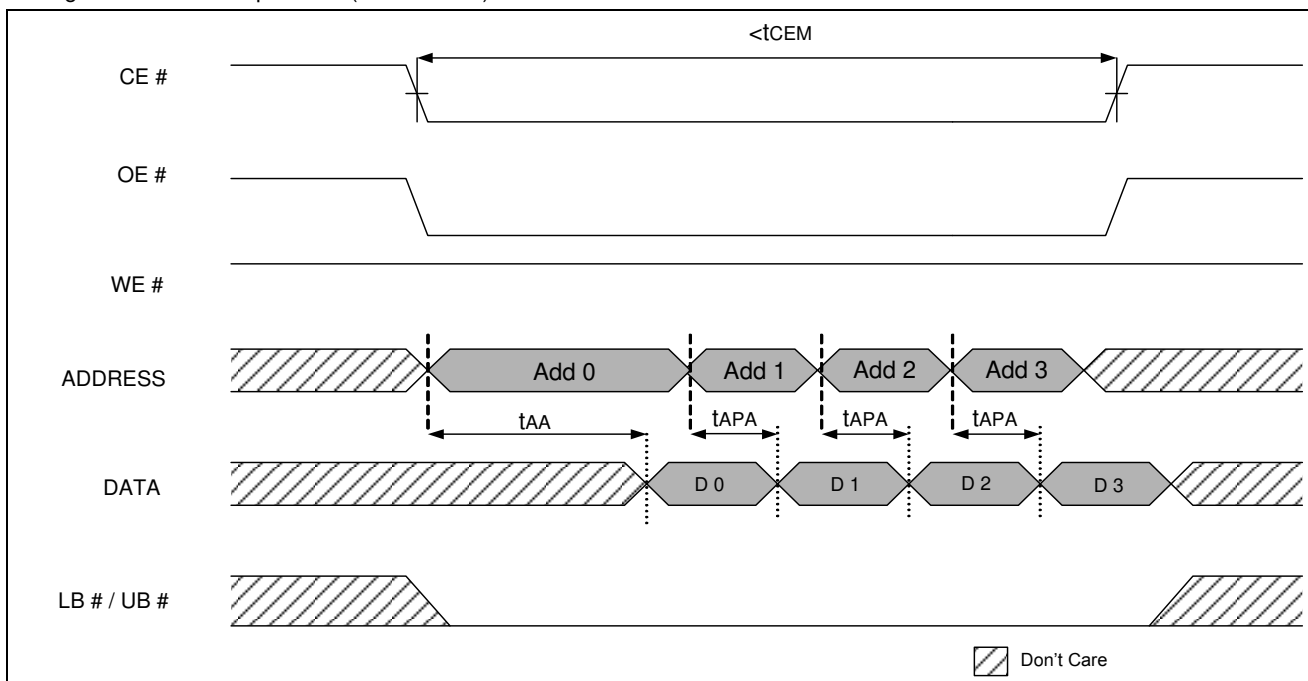 <tCEM
CE #
OE #
WE #
ADDRESS
Add 0
Add 1
Add 2
Add 3
tAA
tAPA
tAPA
tAPA
DATA
D 0
D 1
D 2
D 3
LB # / UB #
Don't Care